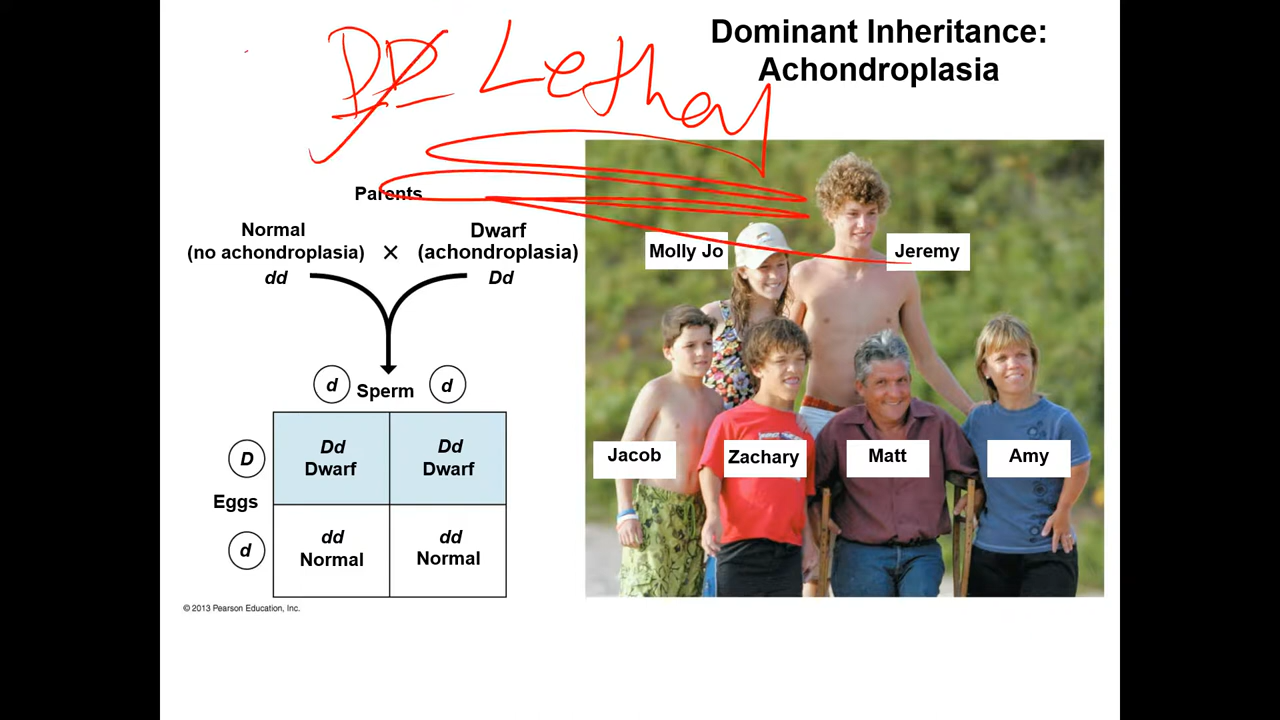 DD Lethal
Dominant Inheritance:
Achondroplasia
Parents
Normal
(no achondroplasia)
dd
×
Dwarf
(achondroplasia)
Dd
d Sperm d
D
Eggs
d
Dd
Dwarf
Dd
Dwarf
dd
Normal
dd
Normal
Molly Jo
Jeremy
Jacob
Zachary
Matt
Amy
© 2013 Pearson Education, Inc.